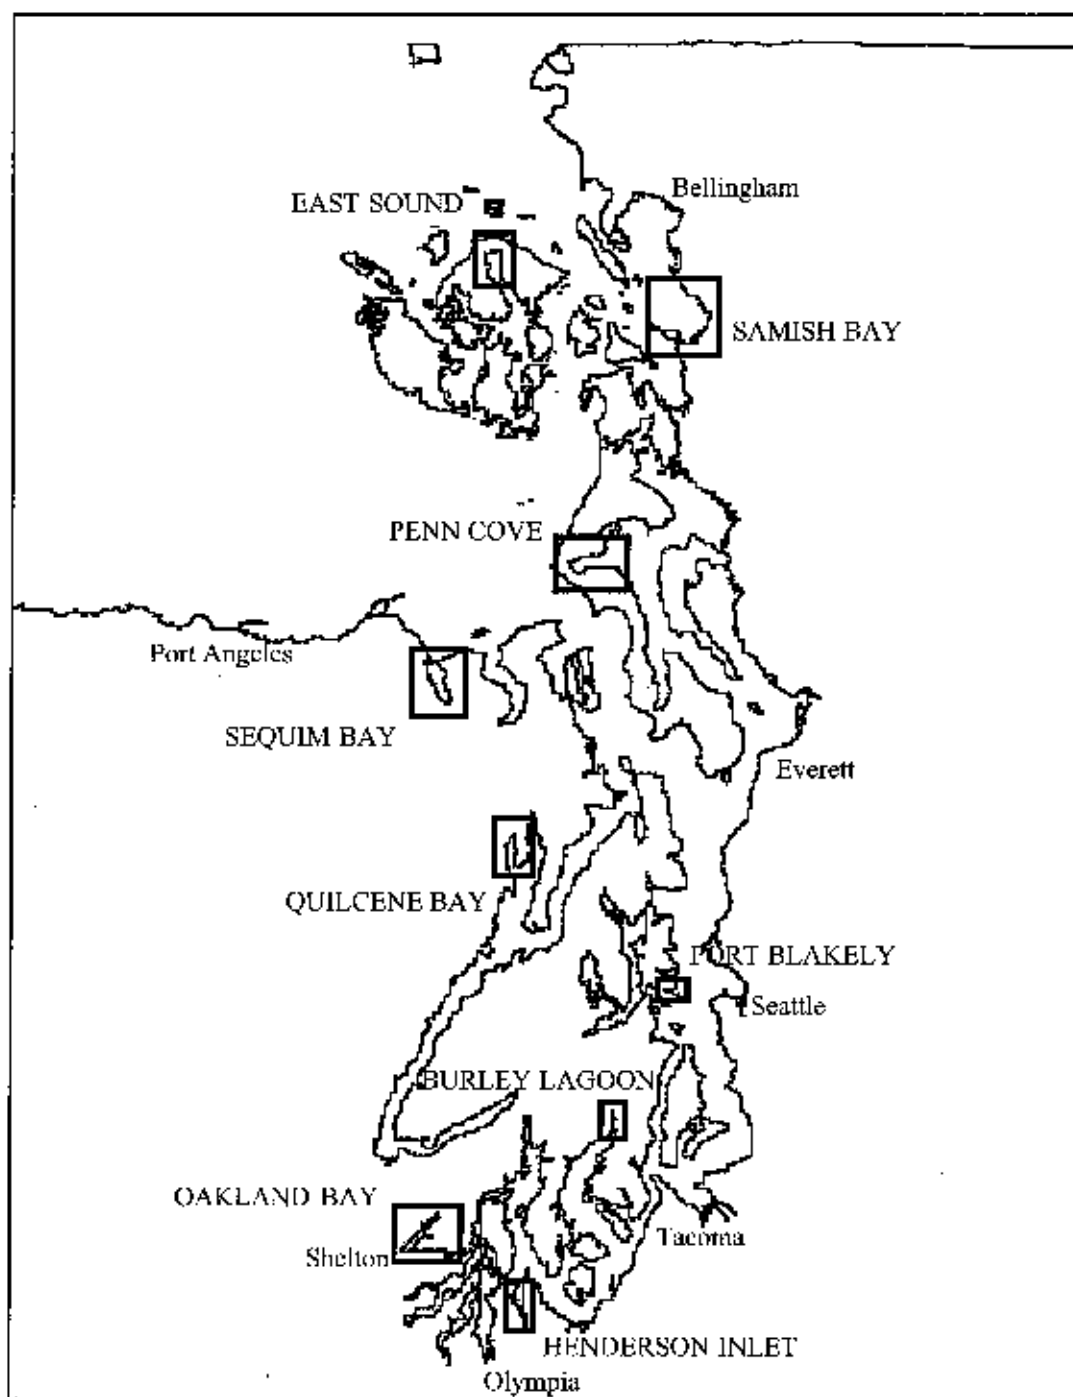 Bellingham
EAST SOUND
SAMISH BAY
PENN COVE
Port Angeles
SEQUIM BAY
Everett
QUILCENE BAY
PORT BLAKELY
Seattle
BURLEY LAGOON
OAKLAND BAY
Tacoma
Shelton
HENDERSON INLET
Olympia